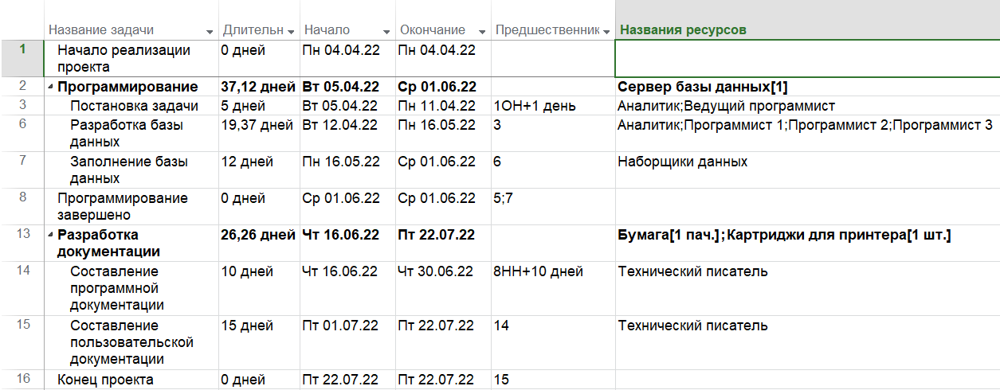 Название задачи Длительн Начало Окончание Предшественник Названия ресурсов
1 Начало реализации 0 дней Пн 04.04.22 Пн 04.04.22
проекта
2 Программирование 37,12 дней Вт 05.04.22 Ср 01.06.22 Сервер базы данных[1]
3 Постановка задачи 5 дней Вт 05.04.22 Пн 11.04.22 1ОН+1 день Аналитик;Ведущий программист
6 Разработка базы 19,37 дней Вт 12.04.22 Пн 16.05.22 3 Аналитик;Программист 1;Программист 2;Программист 3
данных
7 Заполнение базы 12 дней Пн 16.05.22 Ср 01.06.22 6 Наборщики данных
данных
8 Программирование 0 дней Ср 01.06.22 Ср 01.06.22 5;7
завершено
13 Разработка 26,26 дней Чт 16.06.22 Пт 22.07.22 Бумага[1 пач.];Картриджи для принтера[1 шт.]
документации
14 Составление 10 дней Чт 16.06.22 Чт 30.06.22 8НН+10 дней Технический писатель
программной
документации
15 Составление 15 дней Пт 01.07.22 Пт 22.07.22 14 Технический писатель
пользовательской
документации
16 Конец проекта 0 дней Пт 22.07.22 Пт 22.07.22 15